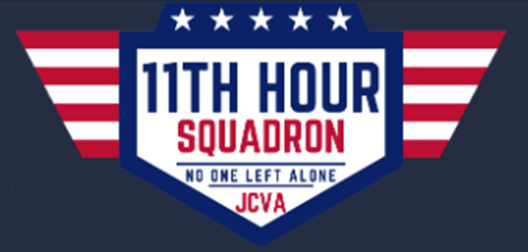 11TH HOUR
SQUADRON
NO ONE LEFT ALONE
JCVA